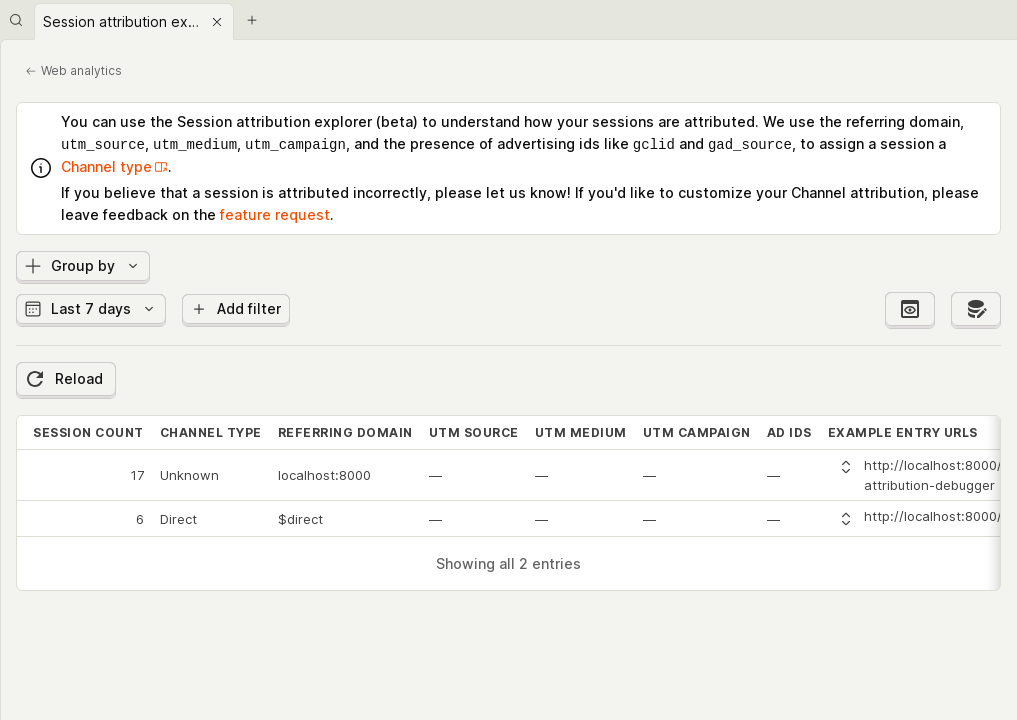 Session attribution ex...
Web analytics
You can use the Session attribution explorer (beta) to understand how your sessions are attributed. We use the referring domain,
utm_source, utm_medium, utm_campaign, and the presence of advertising ids like gclid and gad_source, to assign a session a
Channel type.
If you believe that a session is attributed incorrectly, please let us know! If you'd like to customize your Channel attribution, please
leave feedback on the feature request.
Group by
Last 7 days Add filter
Reload
SESSION COUNT CHANNEL TYPE REFERRING DOMAIN UTM SOURCE UTM MEDIUM UTM CAMPAIGN AD IDS EXAMPLE ENTRY URLS
17 Unknown localhost:8000 — — — — http://localhost:8000/
attribution-debugger
6 Direct $direct — — — — http://localhost:8000/
Showing all 2 entries